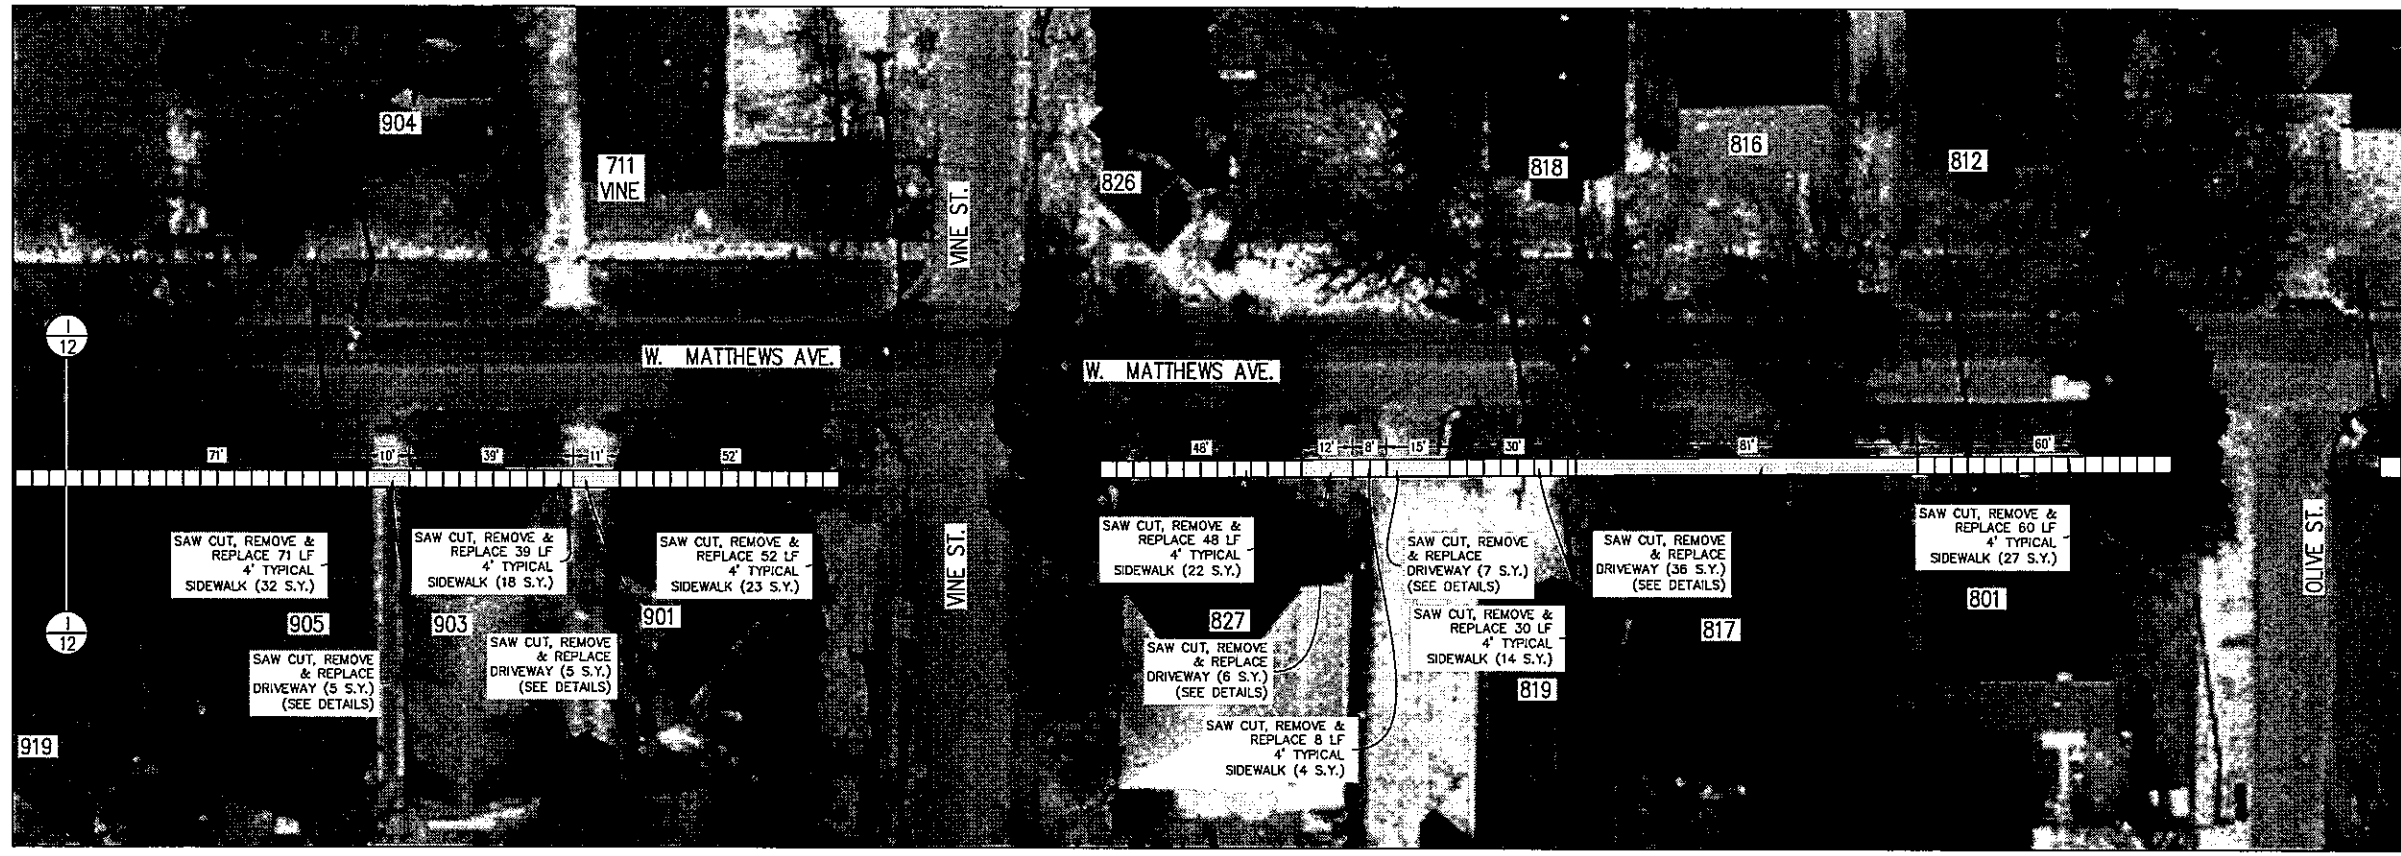 904
711
VINE
VINE ST.
826
818
816
812
1
12
W. MATTHEWS AVE.
W. MATTHEWS AVE.
71'
10'
39'
11'
52'
48'
12'
8'
15'
30'
81'
60'
SAW CUT, REMOVE &
REPLACE 71 LF
4' TYPICAL
SIDEWALK (32 S.Y.)
SAW CUT, REMOVE &
REPLACE 39 LF
4' TYPICAL
SIDEWALK (18 S.Y.)
SAW CUT, REMOVE &
REPLACE 52 LF
4' TYPICAL
SIDEWALK (23 S.Y.)
VINE ST.
SAW CUT, REMOVE &
REPLACE 48 LF
4' TYPICAL
SIDEWALK (22 S.Y.)
SAW CUT, REMOVE
& REPLACE
DRIVEWAY (7 S.Y.)
(SEE DETAILS)
SAW CUT, REMOVE
& REPLACE
DRIVEWAY (36 S.Y.)
(SEE DETAILS)
SAW CUT, REMOVE &
REPLACE 60 LF
4' TYPICAL
SIDEWALK (27 S.Y.)
OLIVE ST.
1
12
905
903
901
827
817
801
SAW CUT, REMOVE
& REPLACE
DRIVEWAY (5 S.Y.)
(SEE DETAILS)
SAW CUT, REMOVE
& REPLACE
DRIVEWAY (5 S.Y.)
(SEE DETAILS)
SAW CUT, REMOVE
& REPLACE
DRIVEWAY (6 S.Y.)
(SEE DETAILS)
SAW CUT, REMOVE &
REPLACE 30 LF
4' TYPICAL
SIDEWALK (14 S.Y.)
819
919
SAW CUT, REMOVE &
REPLACE 8 LF
4' TYPICAL
SIDEWALK (4 S.Y.)